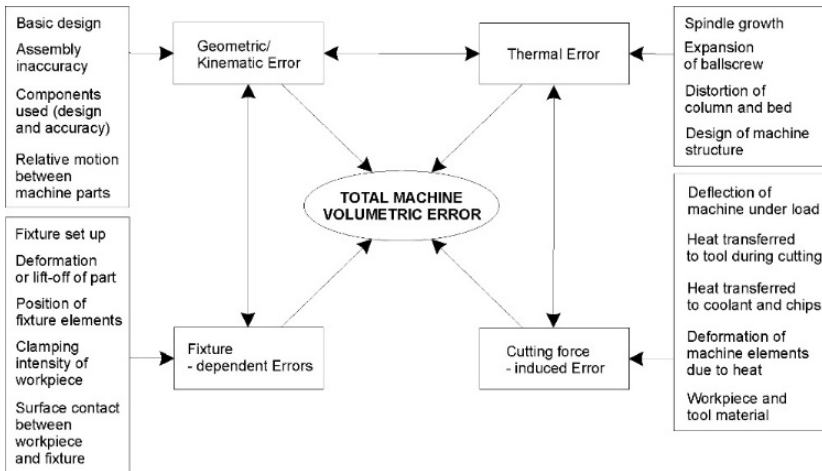 Basic design
Assembly
inaccuracy
Components
used (design
and accuracy)
Relative motion
between
machine parts
Geometric/
Kinematic Error
Thermal Error
Spindle growth
Expansion
of ballscrew
Distortion of
column and bed
Design of machine
structure
TOTAL MACHINE
VOLUMETRIC ERROR
Fixture set up
Deformation
or lift-off of part
Position of
fixture elements
Clamping
intensity of
workpiece
Surface contact
between
workpiece
and fixture
Fixture
- dependent Errors
Cutting force
- induced Error
Deflection of
machine under load
Heat transferred
to tool during cutting
Heat transferred
to coolant and chips
Deformation of
machine elements
due to heat
Workpiece and
tool material